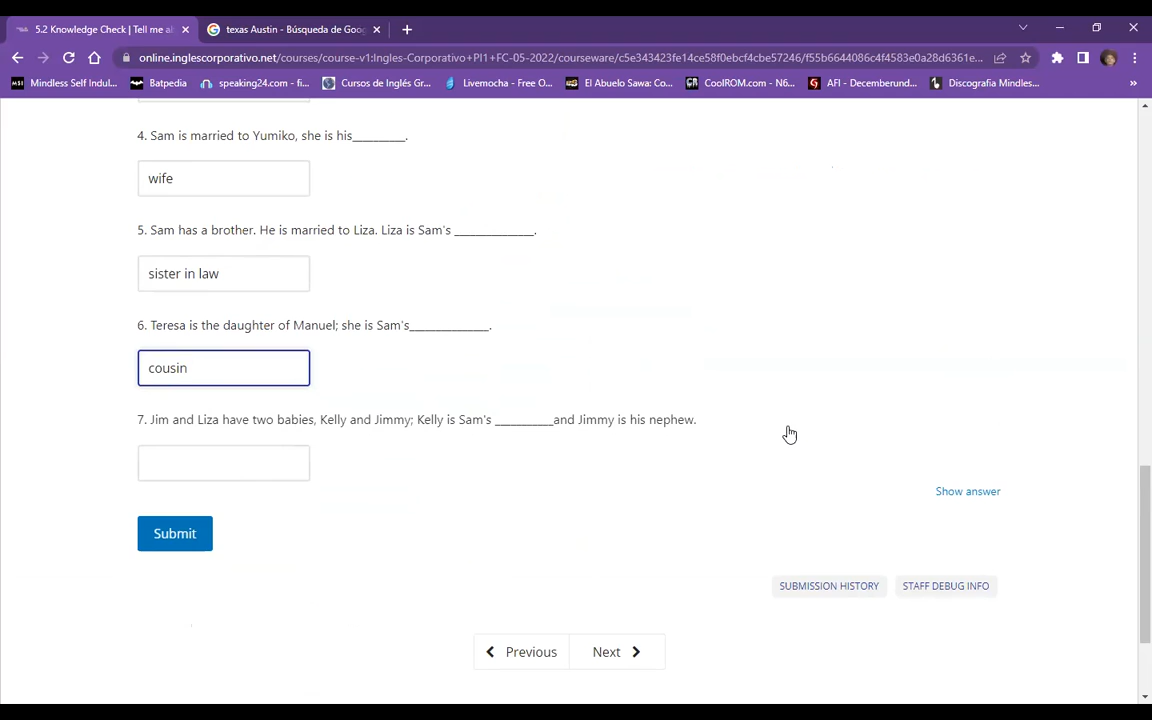 5.2 Knowledge Check | Tell me al
texas Austin - Búsqueda de Goog
online.inglescorporativo.net/courses/course-v1:Ingles-Corporativo+PI1+FC-05-2022/courseware/c5e343423fe14ce58f0ebcf4cbe57246/f55b6644086c4f4583e0a28d6361e...
Mindless Self Indul... Batpedia speaking24.com - fi... Cursos de Inglés Gr... Livemocha - Free O... El Abuelo Sawa: Co... CoolROM.com - N6... AFI - Decemberund... Discografia Mindles... »
4. Sam is married to Yumiko, she is his_________.
wife
5. Sam has a brother. He is married to Liza. Liza is Sam`s ______________.
sister in law
6. Teresa is the daughter of Manuel; she is Sam's______________.
cousin
7. Jim and Liza have two babies, Kelly and Jimmy; Kelly is Sam's __________and Jimmy is his nephew.
Show answer
Submit
SUBMISSION HISTORY STAFF DEBUG INFO
Previous Next